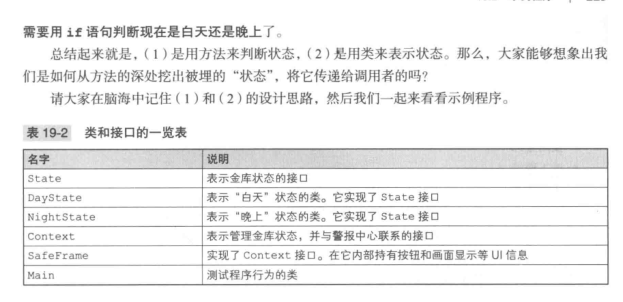 需要用 if 语句判断现在是白天还是晚上了。
总结起来就是，（1）是用方法来判断状态，（2）是用类来表示状态。那么，大家能够想象出我
们是如何从方法的深处挖出被埋的“状态”，将它传递给调用者的吗？
请大家在脑海中记住（1）和（2）的设计思路，然后我们一起来看看示例程序。
表 19-2 类和接口的一览表
名字 说明
State 表示金库状态的接口
DayState 表示“白天”状态的类。它实现了 State 接口
NightState 表示“晚上”状态的类。它实现了 State 接口
Context 表示管理金库状态，并与警报中心联系的接口
SafeFrame 实现了 Context 接口。在它内部持有按钮和画面显示等 UI 信息
Main 测试程序行为的类